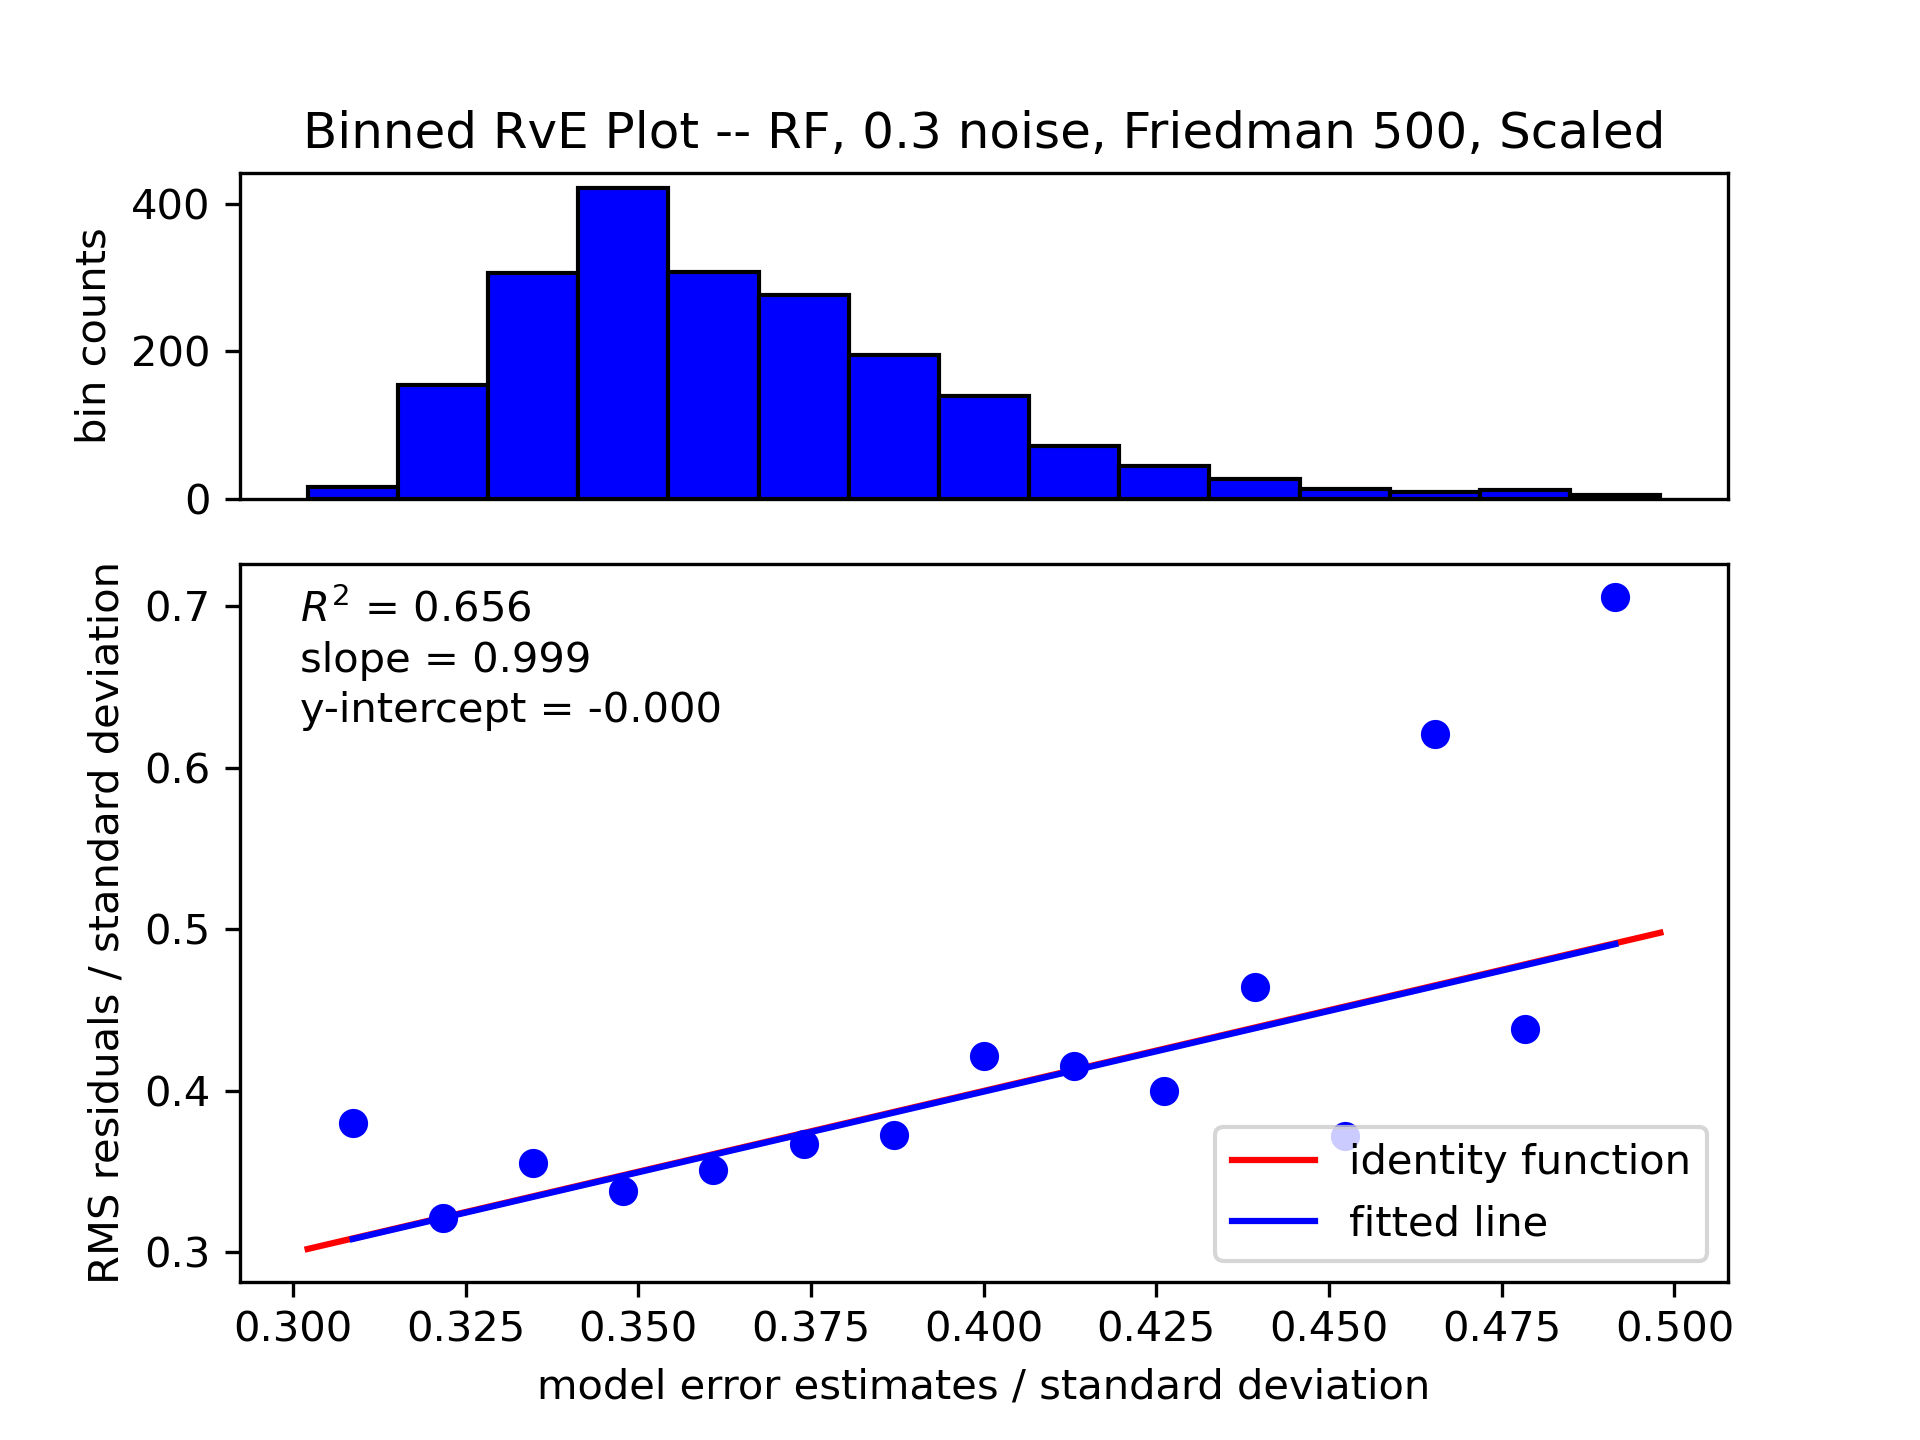 Binned RvE Plot -- RF, 0.3 noise, Friedman 500, Scaled
bin counts
400
200
0
RMS residuals / standard deviation
0.7
0.6
0.5
0.4
0.3
R² = 0.656
slope = 0.999
y-intercept = -0.000
identity function
fitted line
0.300 0.325 0.350 0.375 0.400 0.425 0.450 0.475 0.500
model error estimates / standard deviation